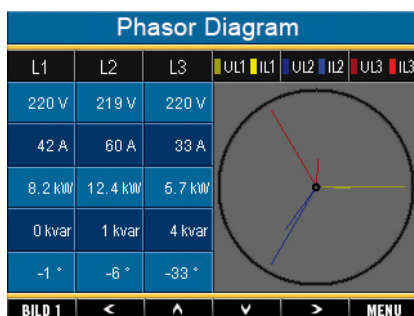 Phasor Diagram
L1 L2 L3 UL1 IL1 UL2 IL2 UL3 IL3
220 V 219 V 220 V
42 A 60 A 33 A
8.2 kW 12.4 kW 5.7 kW
0 kvar 1 kvar 4 kvar
-1 ° -6 ° -33 °
BILD 1 < ^ v > MENU